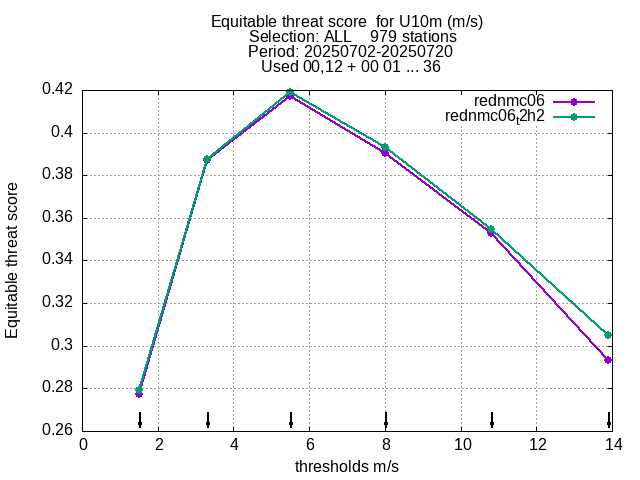 Equitable threat score  for U10m (m/s)
Selection: ALL    979 stations
Period: 20250702-20250720
Used 00,12 + 00 01 ... 36
rednmc06
rednmc06_t2h2
Equitable threat score
0.42
0.4
0.38
0.36
0.34
0.32
0.3
0.28
0.26
0 2 4 6 8 10 12 14
thresholds m/s